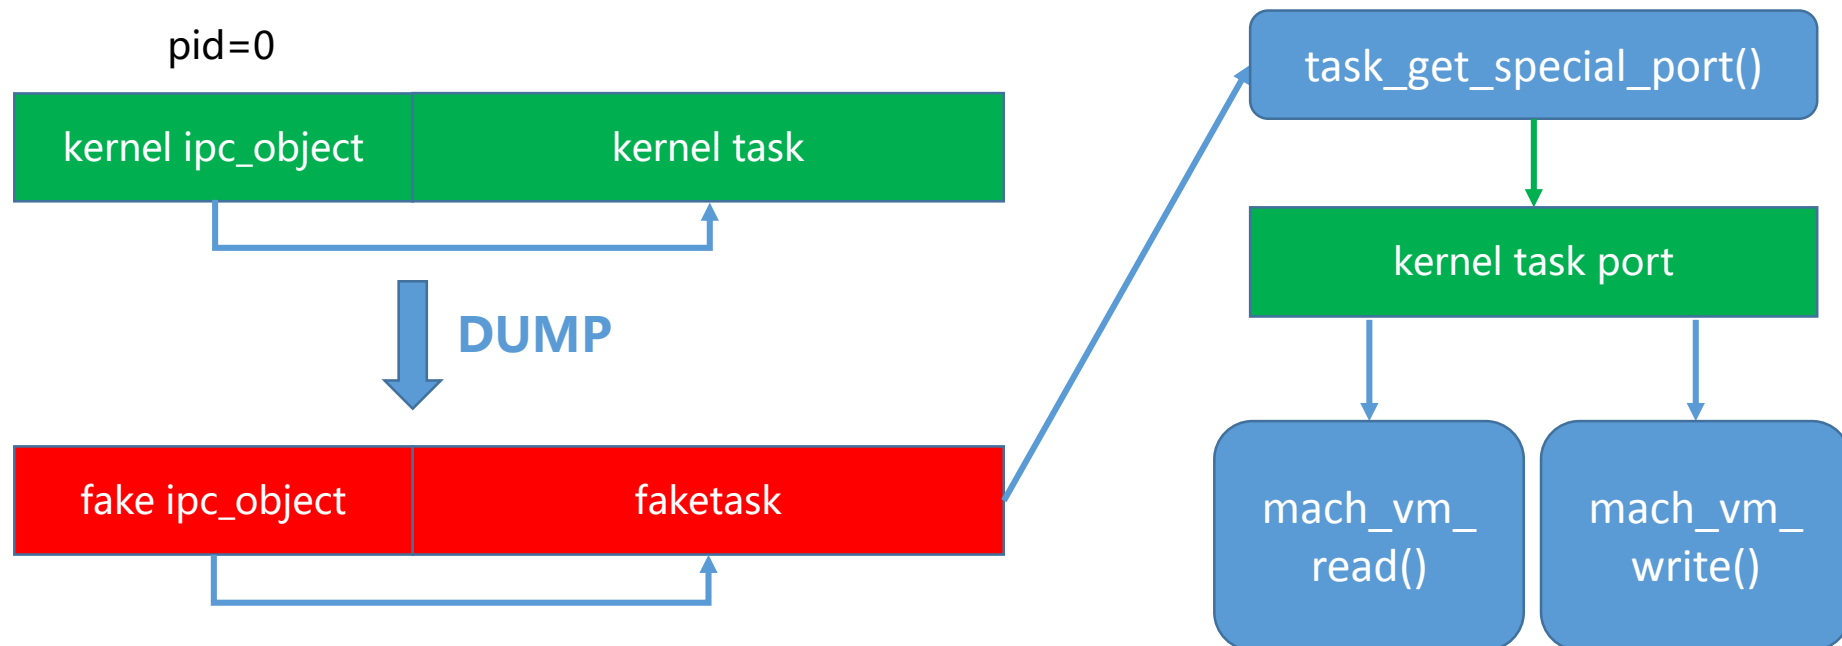 pid=0
kernel ipc_object
kernel task
DUMP
fake ipc_object
faketask
task_get_special_port()
kernel task port
mach_vm_
read()
mach_vm_
write()